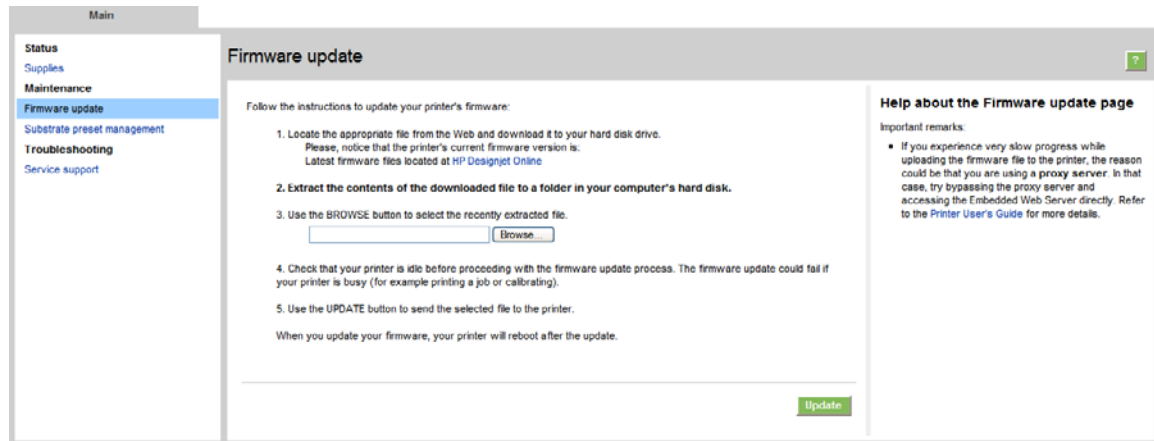 Main
Status
Supplies
Maintenance
Firmware update
Substrate preset management
Troubleshooting
Service support
Firmware update
?
Follow the instructions to update your printer's firmware:
1. Locate the appropriate file from the Web and download it to your hard disk drive.
Please, notice that the printer's current firmware version is:
Latest firmware files located at HP Designjet Online
2. Extract the contents of the downloaded file to a folder in your computer's hard disk.
3. Use the BROWSE button to select the recently extracted file.
Browse...
4. Check that your printer is idle before proceeding with the firmware update process. The firmware update could fail if
your printer is busy (for example printing a job or calibrating).
5. Use the UPDATE button to send the selected file to the printer.
When you update your firmware, your printer will reboot after the update.
Update
Help about the Firmware update page
Important remarks:
If you experience very slow progress while
uploading the firmware file to the printer, the reason
could be that you are using a proxy server. In that
case, try bypassing the proxy server and
accessing the Embedded Web Server directly. Refer
to the Printer User's Guide for more details.